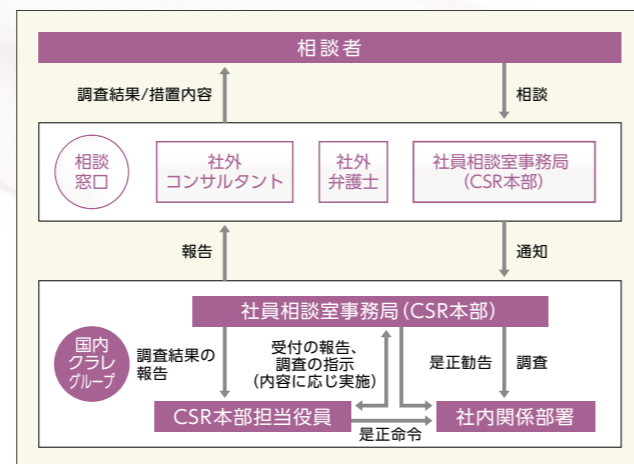 相談者
調査結果/措置内容
相談
相談
窓口
社外
コンサルタント
社外
弁護士
社員相談室事務局
(CSR本部)
報告
通知
社員相談室事務局(CSR本部)
国内
クラレ
グループ
調査結果の
報告
受付の報告、
調査の指示
(内容に応じ実施)
是正勧告
調査
CSR本部担当役員
是正命令
社内関係部署